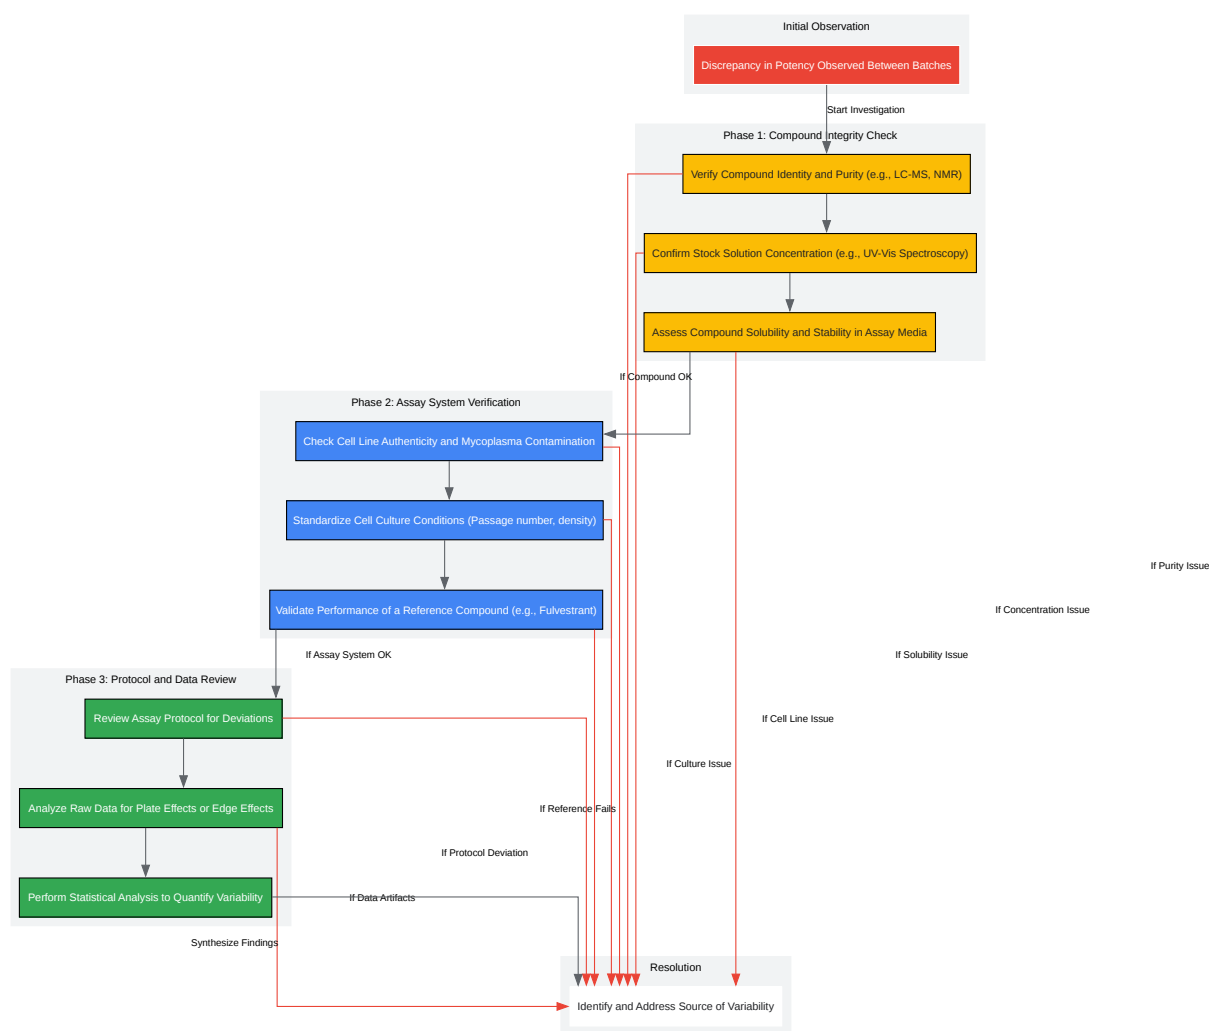 Initial Observation
Discrepancy in Potency Observed Between Batches
Start Investigation
Phase 1: Compound Integrity Check
Verify Compound Identity and Purity (e.g., LC-MS, NMR)
Confirm Stock Solution Concentration (e.g., UV-Vis Spectroscopy)
Assess Compound Solubility and Stability in Assay Media
If Compound OK
Phase 2: Assay System Verification
Check Cell Line Authenticity and Mycoplasma Contamination
Standardize Cell Culture Conditions (Passage number, density)
If Purity Issue
Validate Performance of a Reference Compound (e.g., Fulvestrant)
If Concentration Issue
If Assay System OK
If Solubility Issue
Phase 3: Protocol and Data Review
Review Assay Protocol for Deviations
If Cell Line Issue
If Culture Issue
Analyze Raw Data for Plate Effects or Edge Effects
If Reference Fails
If Protocol Deviation
Perform Statistical Analysis to Quantify Variability
If Data Artifacts
Synthesize Findings
Resolution
Identify and Address Source of Variability